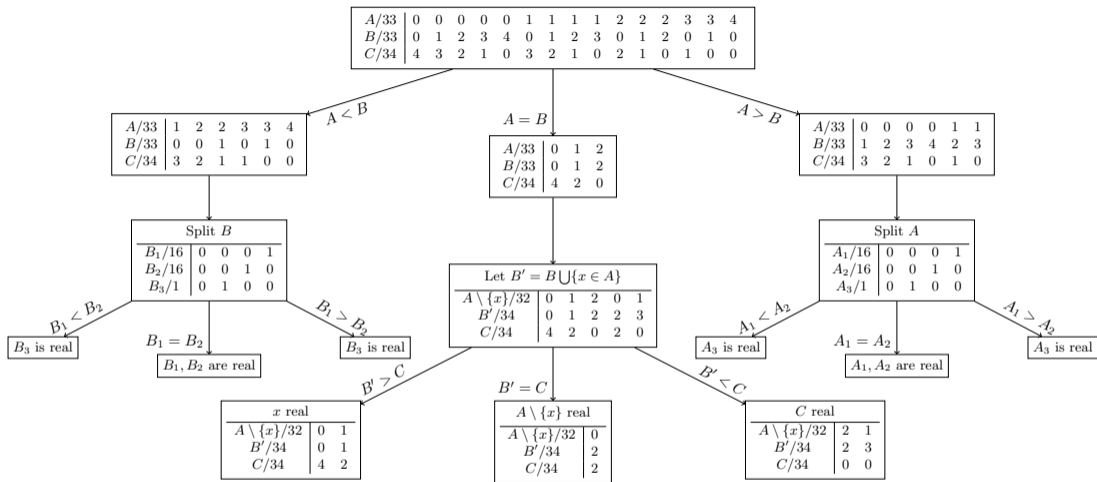 A/33 0 0 0 0 0 1 1 1 1 2 2 2 3 3 4
B/33 0 1 2 3 4 0 1 2 3 0 1 2 0 1 0
C/34 4 3 2 1 0 3 2 1 0 2 1 0 1 0 0
A < B
A = B
A > B
A/33 1 2 2 3 3 4
B/33 0 0 1 0 1 0
C/34 3 2 1 1 0 0
A/33 0 1 2
B/33 0 1 2
C/34 4 2 0
A/33 0 0 0 0 1 1
B/33 1 2 3 4 2 3
C/34 3 2 1 0 1 0
Split B
B₁/16 0 0 0 1
B₂/16 0 0 1 0
B₃/1 0 1 0 0
Split A
A₁/16 0 0 0 1
A₂/16 0 0 1 0
A₃/1 0 1 0 0
Let B′ = B ⋃{x ∈ A}
A \ {x}/32 0 1 2 0 1
B′/34 0 1 2 2 3
C/34 4 2 0 2 0
B₁ < B₂
B₁ = B₂
B₁ > B₂
B₃ is real
B₁, B₂ are real
B₃ is real
A₁ < A₂
A₁ = A₂
A₁ > A₂
A₃ is real
A₁, A₂ are real
A₃ is real
B′ > C
B′ = C
B′ < C
x real
A \ {x}/32 0 1
B′/34 0 1
C/34 4 2
A \ {x} real
A \ {x}/32 0
B′/34 2
C/34 2
C real
A \ {x}/32 2 1
B′/34 2 3
C/34 0 0